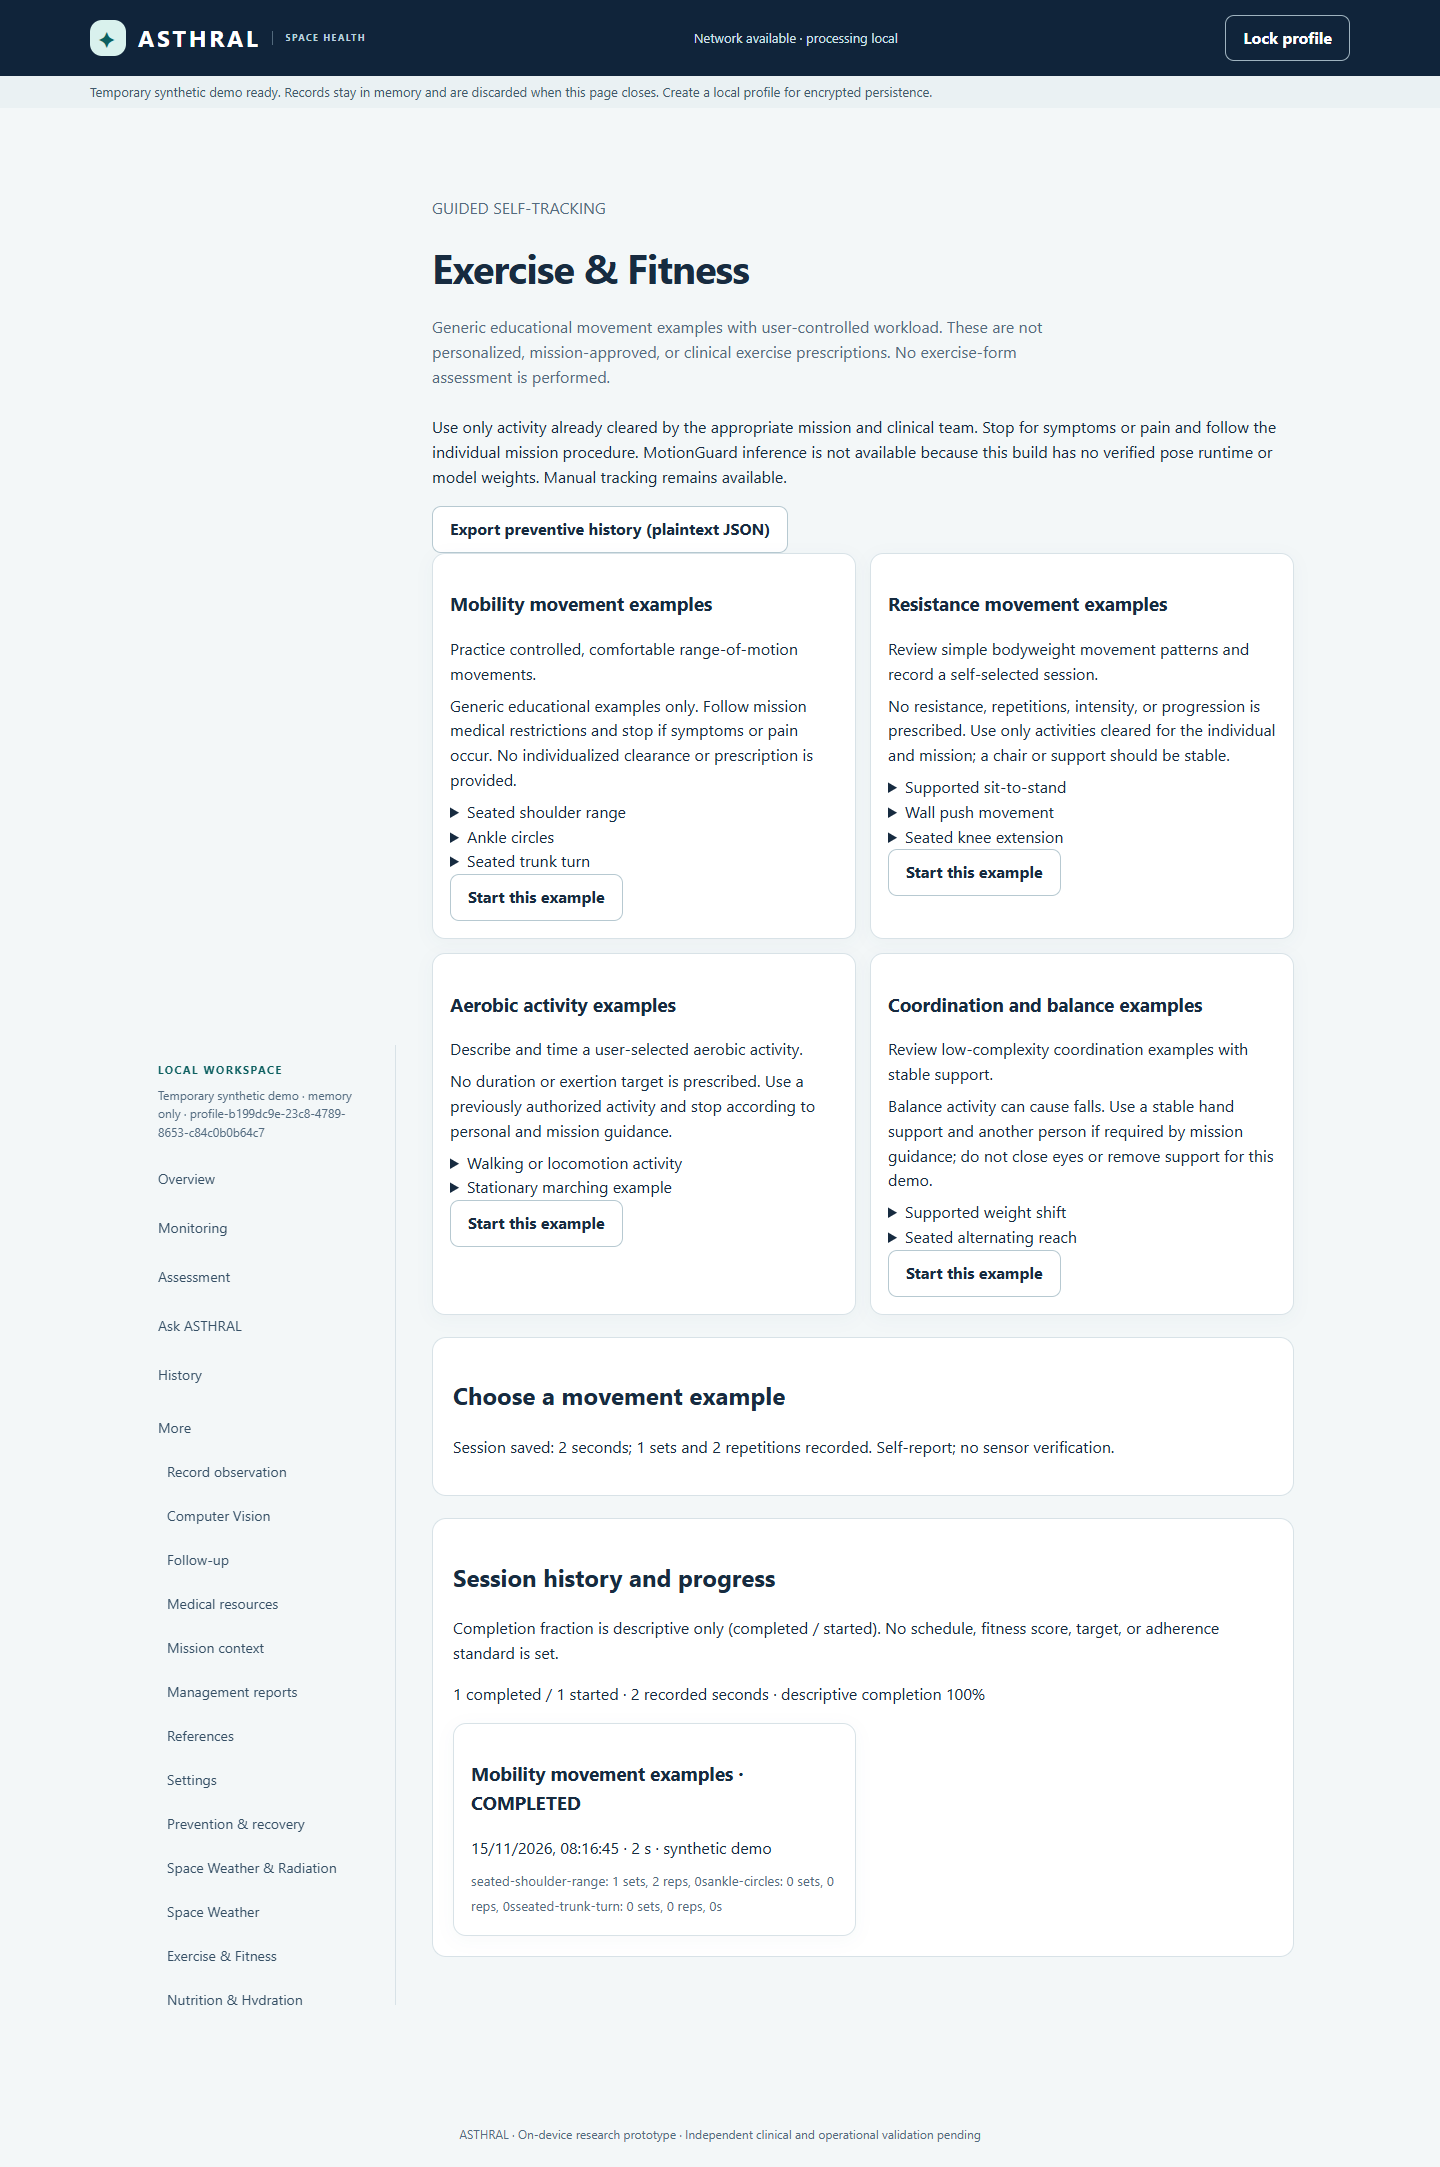 ASTHRAL
SPACE HEALTH
Network available · processing local
Lock profile
Temporary synthetic demo ready. Records stay in memory and are discarded when this page closes. Create a local profile for encrypted persistence.
GUIDED SELF-TRACKING
Exercise & Fitness
Generic educational movement examples with user-controlled workload. These are not
personalized, mission-approved, or clinical exercise prescriptions. No exercise-form
assessment is performed.
Use only activity already cleared by the appropriate mission and clinical team. Stop for symptoms or pain and follow the
individual mission procedure. MotionGuard inference is not available because this build has no verified pose runtime or
model weights. Manual tracking remains available.
Export preventive history (plaintext JSON)
Mobility movement examples
Practice controlled, comfortable range-of-motion
movements.
Generic educational examples only. Follow mission
medical restrictions and stop if symptoms or pain
occur. No individualized clearance or prescription is
provided.
Seated shoulder range
Ankle circles
Seated trunk turn
Start this example
Resistance movement examples
Review simple bodyweight movement patterns and
record a self-selected session.
No resistance, repetitions, intensity, or progression is
prescribed. Use only activities cleared for the individual
and mission; a chair or support should be stable.
Supported sit-to-stand
Wall push movement
Seated knee extension
Start this example
Aerobic activity examples
Describe and time a user-selected aerobic activity.
No duration or exertion target is prescribed. Use a
previously authorized activity and stop according to
personal and mission guidance.
Walking or locomotion activity
Stationary marching example
Start this example
Coordination and balance examples
Review low-complexity coordination examples with
stable support.
Balance activity can cause falls. Use a stable hand
support and another person if required by mission
guidance; do not close eyes or remove support for this
demo.
Supported weight shift
Seated alternating reach
Start this example
LOCAL WORKSPACE
Temporary synthetic demo · memory
only · profile-b199dc9e-23c8-4789-
8653-c84c0b0b64c7
Overview
Monitoring
Assessment
Ask ASTHRAL
History
More
Record observation
Computer Vision
Follow-up
Medical resources
Mission context
Management reports
References
Settings
Prevention & recovery
Space Weather & Radiation
Space Weather
Exercise & Fitness
Nutrition & Hydration
Choose a movement example
Session saved: 2 seconds; 1 sets and 2 repetitions recorded. Self-report; no sensor verification.
Session history and progress
Completion fraction is descriptive only (completed / started). No schedule, fitness score, target, or adherence
standard is set.
1 completed / 1 started · 2 recorded seconds · descriptive completion 100%
Mobility movement examples ·
COMPLETED
15/11/2026, 08:16:45 · 2 s · synthetic demo
seated-shoulder-range: 1 sets, 2 reps, 0sankle-circles: 0 sets, 0
reps, 0sseated-trunk-turn: 0 sets, 0 reps, 0s
ASTHRAL · On-device research prototype · Independent clinical and operational validation pending